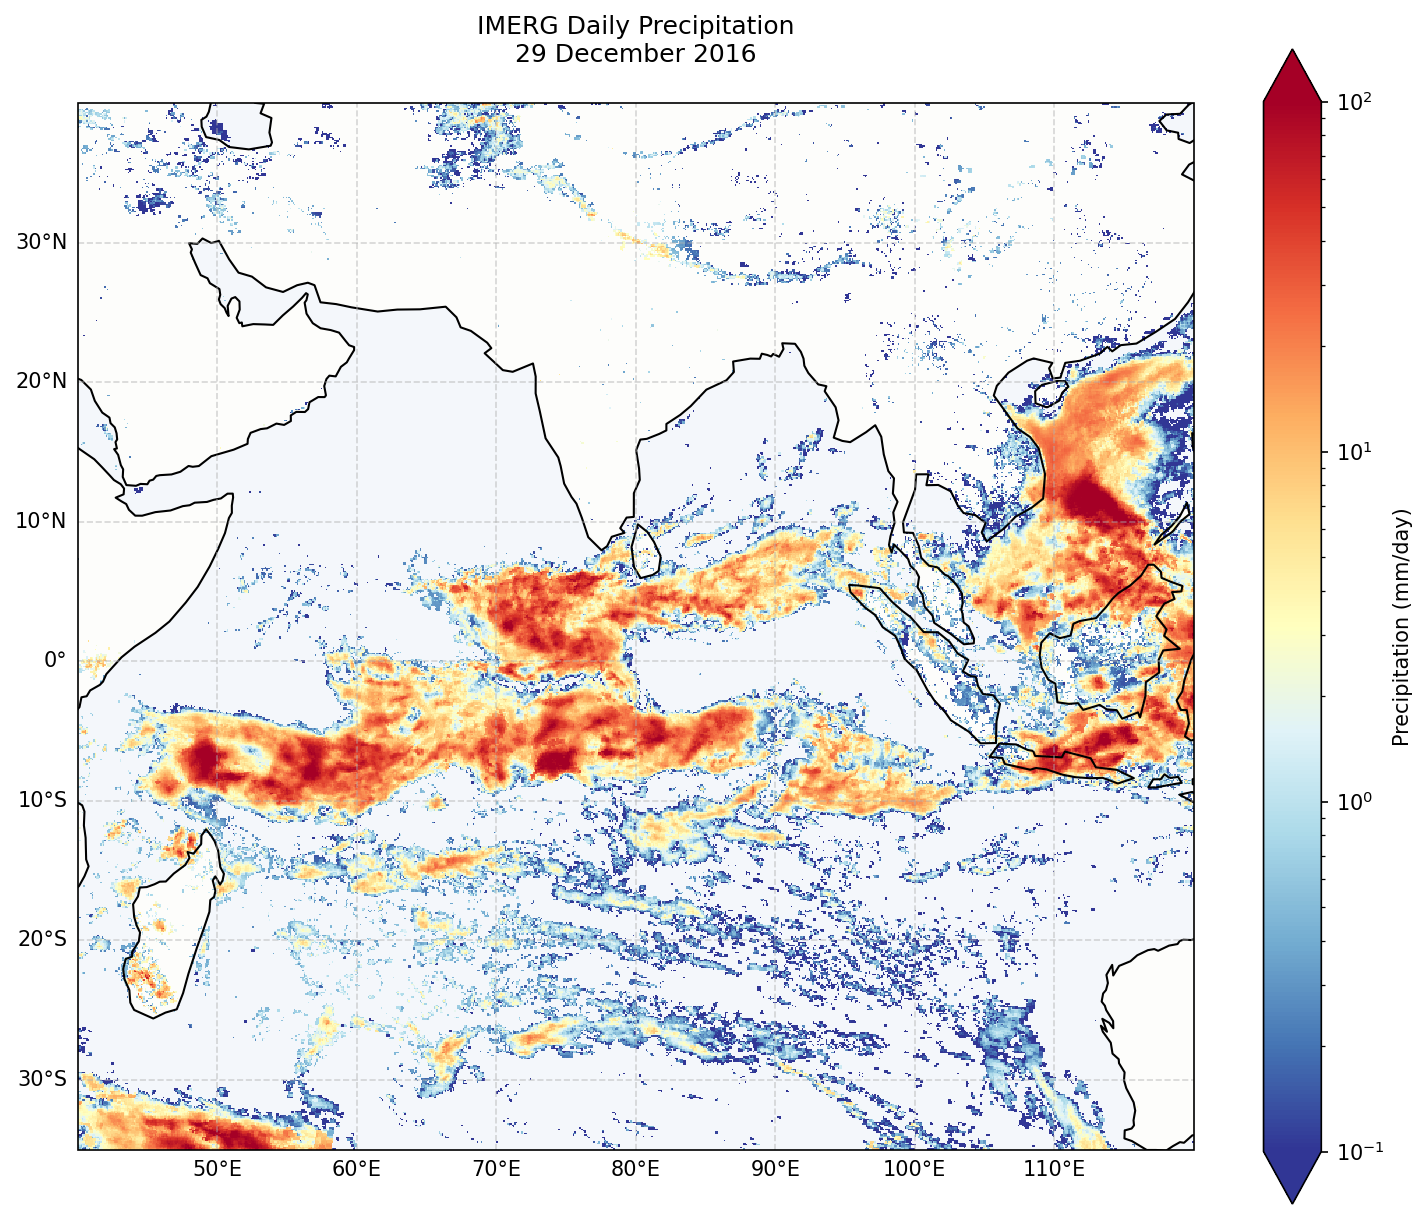 IMERG Daily Precipitation
29 December 2016
30°N
20°N
10°N
0°
10°S
20°S
30°S
50°E 60°E 70°E 80°E 90°E 100°E 110°E
10²
10¹
10⁰
10⁻¹
Precipitation (mm/day)